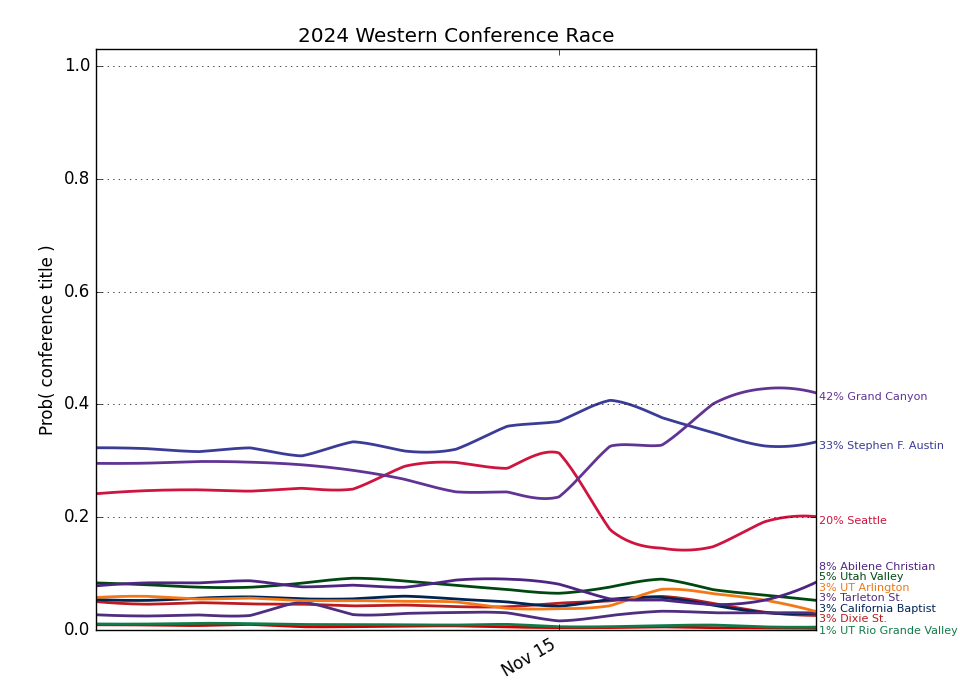 2024 Western Conference Race
1.0
0.8
0.6
0.4
0.2
0.0
Prob( conference title )
Nov 15
42% Grand Canyon
33% Stephen F. Austin
20% Seattle
8% Abilene Christian
5% Utah Valley
3% UT Arlington
3% Tarleton St.
3% California Baptist
3% Dixie St.
1% UT Rio Grande Valley